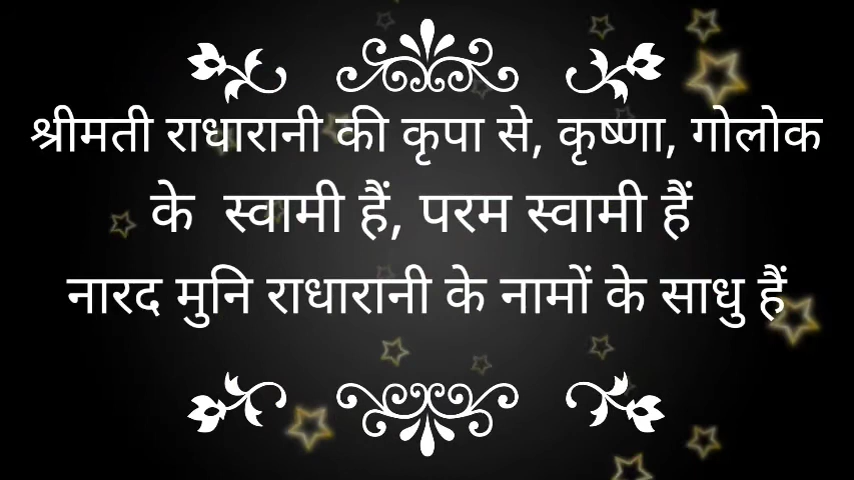 श्रीमती राधारानी की कृपा से, कृष्णा, गोलोक
के स्वामी हैं, परम स्वामी हैं
नारद मुनि राधारानी के नामों के साधु हैं